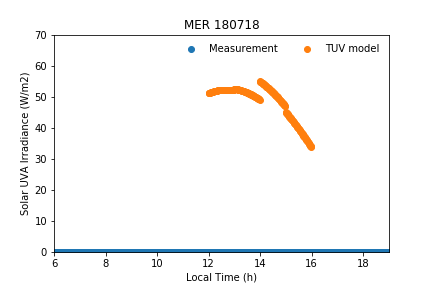 MER 180718
Measurement TUV model
Solar UVA Irradiance (W/m2)
70
60
50
40
30
20
10
0
6 8 10 12 14 16 18
Local Time (h)